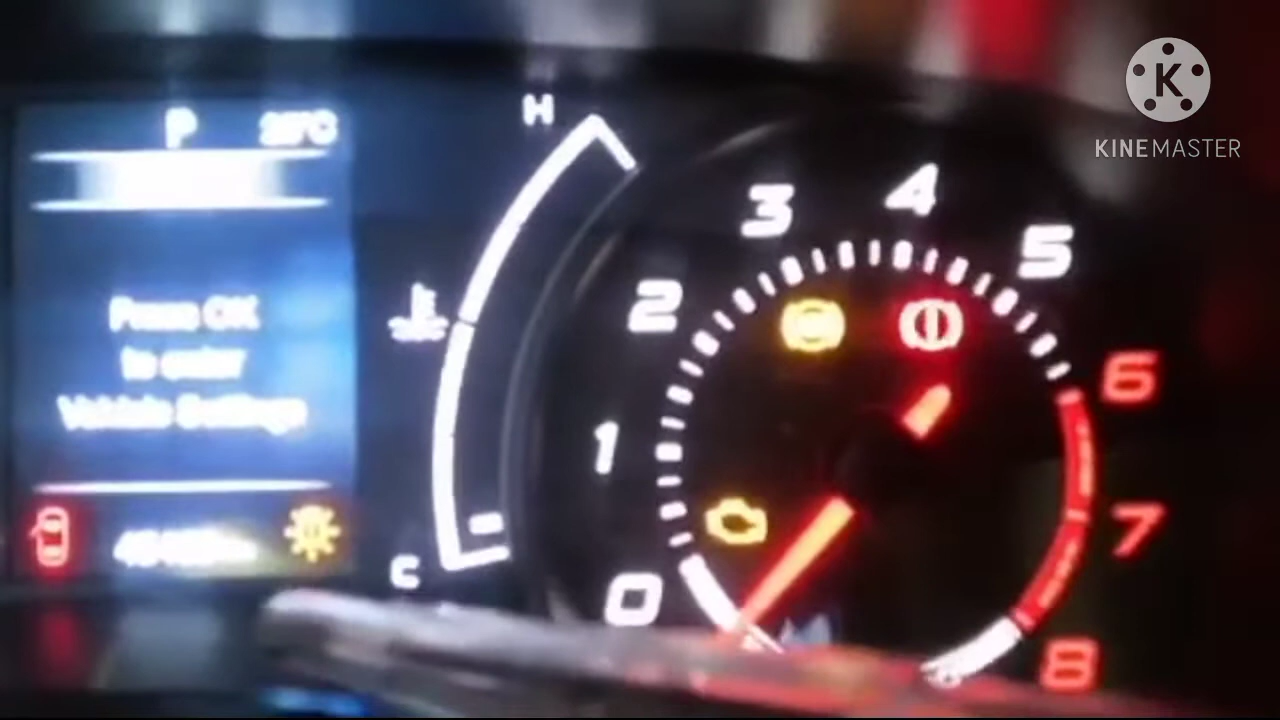 P
H
Press OK
to enter
Vehicle Settings
C
0
1
2
3
4
5
6
7
8
K
KINEMASTER